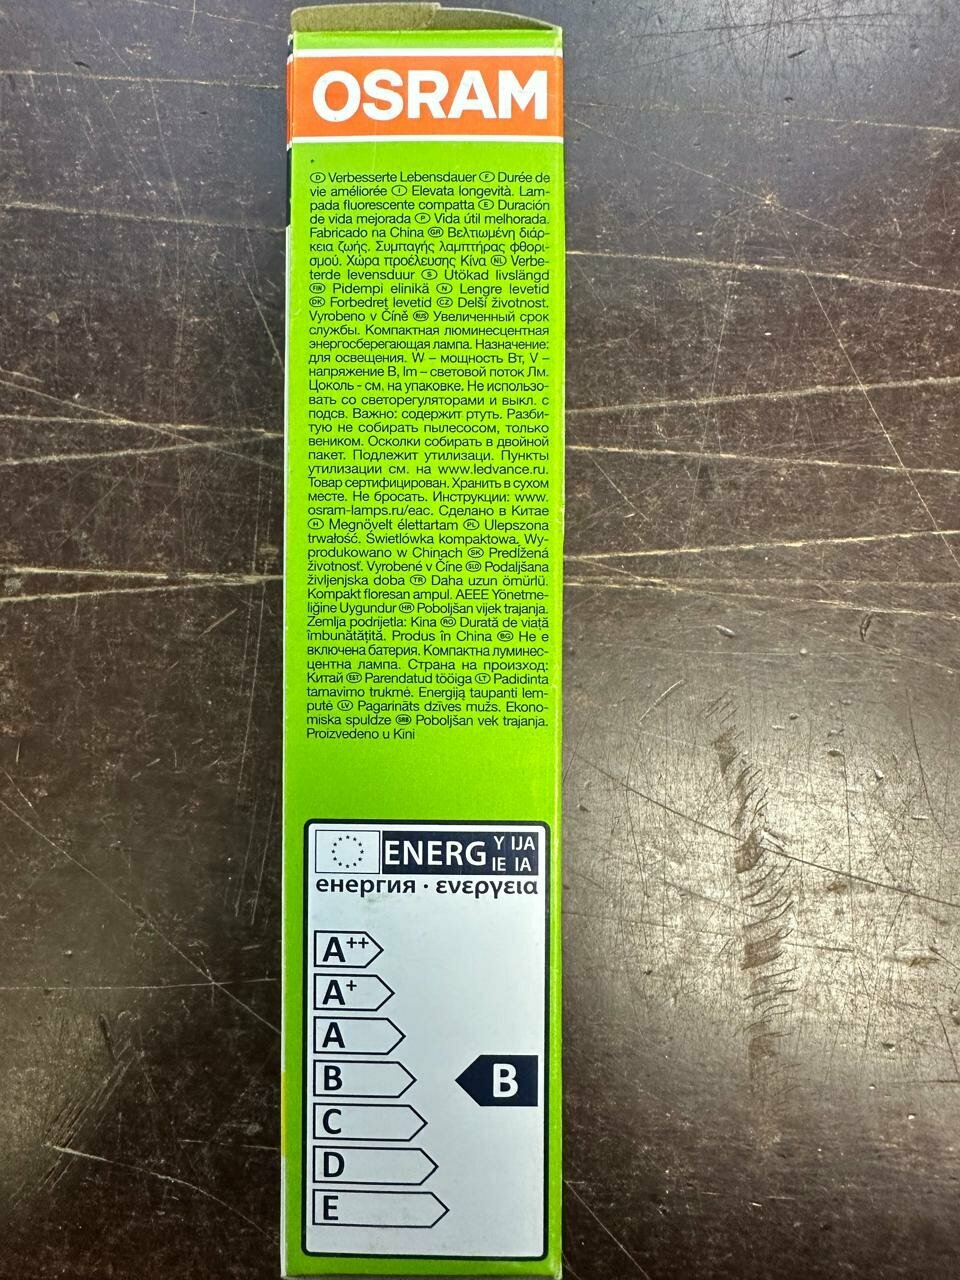 OSRAM
Ⓓ Verbesserte Lebensdauer Ⓕ Durée de
vie améliorée Ⓘ Elevata longevità. Lam-
pada fluorescente compatta Ⓔ Duración
de vida mejorada Ⓟ Vida útil melhorada.
Fabricado na China (GR) Βελτιωμένη διάρ-
κεια ζωής. Συμπαγής λαμπτήρας φθορι-
σμού. Χώρα προέλευσης Κίνα (NL) Verbe-
terde levensduur Ⓢ Utökad livslängd
(FIN) Pidempi elinikä Ⓝ Lengre levetid
(DK) Forbedret levetid (CZ) Delší životnost.
Vyrobeno v Číně (RUS) Увеличенный срок
службы. Компактная люминесцентная
энергосберегающая лампа. Назначение:
для освещения. W – мощность Вт, V –
напряжение В, lm – световой поток Лм.
Цоколь - см. на упаковке. Не использо-
вать со светорегуляторами и выкл. с
подсв. Важно: содержит ртуть. Разби-
тую не собирать пылесосом, только
веником. Осколки собирать в двойной
пакет. Подлежит утилизаци. Пункты
утилизации см. на www.ledvance.ru.
Товар сертифицирован. Хранить в сухом
месте. Не бросать. Инструкции: www.
osram-lamps.ru/eac. Сделано в Китае
Ⓗ Megnövelt élettartam (PL) Ulepszona
trwałość. Świetlówka kompaktowa. Wy-
produkowano w Chinach (SK) Predĺžená
životnosť. Vyrobené v Číne (SLO) Podaljšana
življenjska doba (TR) Daha uzun ömürlü.
Kompakt floresan ampul. AEEE Yönetme-
liğine Uygundur (HR) Poboljšan vijek trajanja.
Zemlja podrijetla: Kina (RO) Durată de viață
îmbunătățită. Produs în China (BG) Не е
включена батерия. Компактна луминес-
центна лампа. Страна на произход:
Китай (EST) Parendatud tööiga (LT) Padidinta
tarnavimo trukmė. Energiją taupanti lem-
putė (LV) Pagarināts dzīves mužs. Ekono-
miska spuldze (SRB) Poboljšan vek trajanja.
Proizvedeno u Kini
ENERG Y IJA
IE IA
енергия · ενεργεια
A++
A+
A
B
B
C
D
E